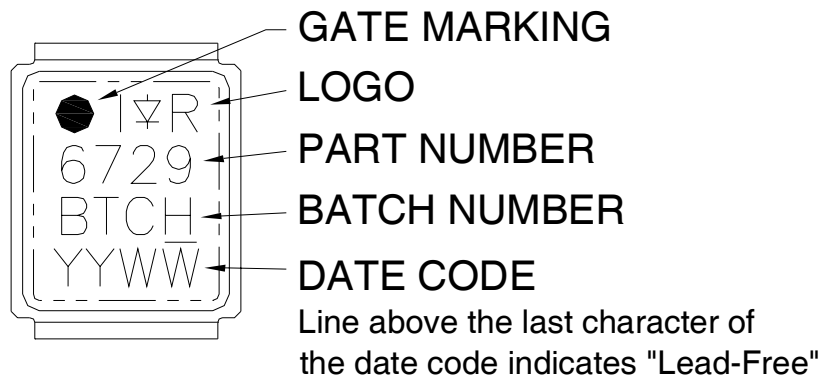 GATE MARKING
I R
LOGO
6729
PART NUMBER
BTCH
BATCH NUMBER
YYWW̅
DATE CODE
Line above the last character of
the date code indicates "Lead-Free"